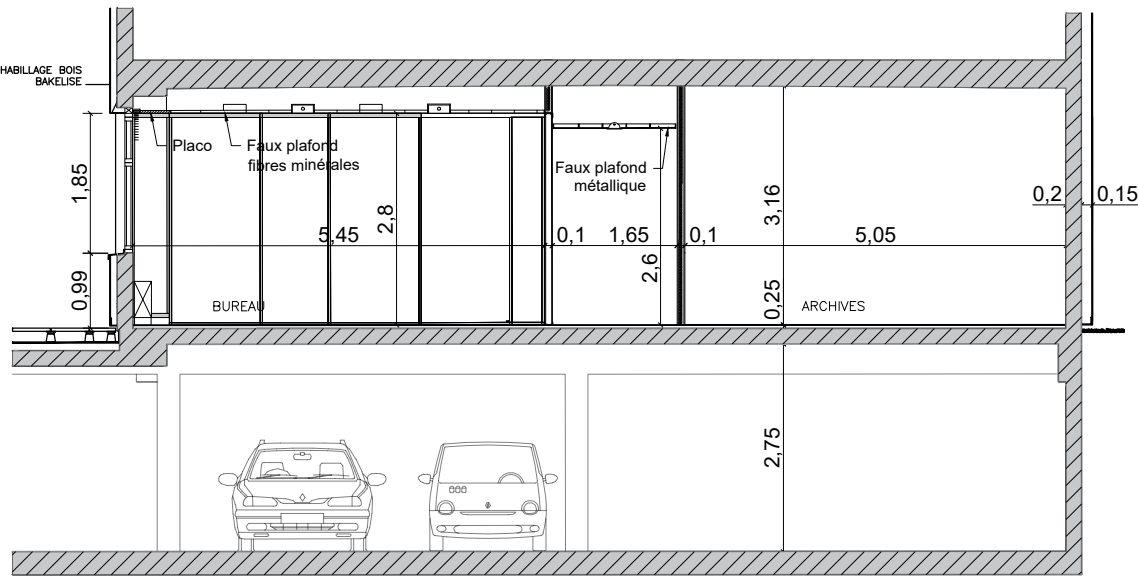 HABILLAGE BOIS
BAKELISE
Placo
Faux plafond
fibres minérales
Faux plafond
métallique
1,85
2,8
3,16
0,2
0,15
5,45
0,1
1,65
0,1
5,05
2,6
0,99
0,25
BUREAU
ARCHIVES
2,75